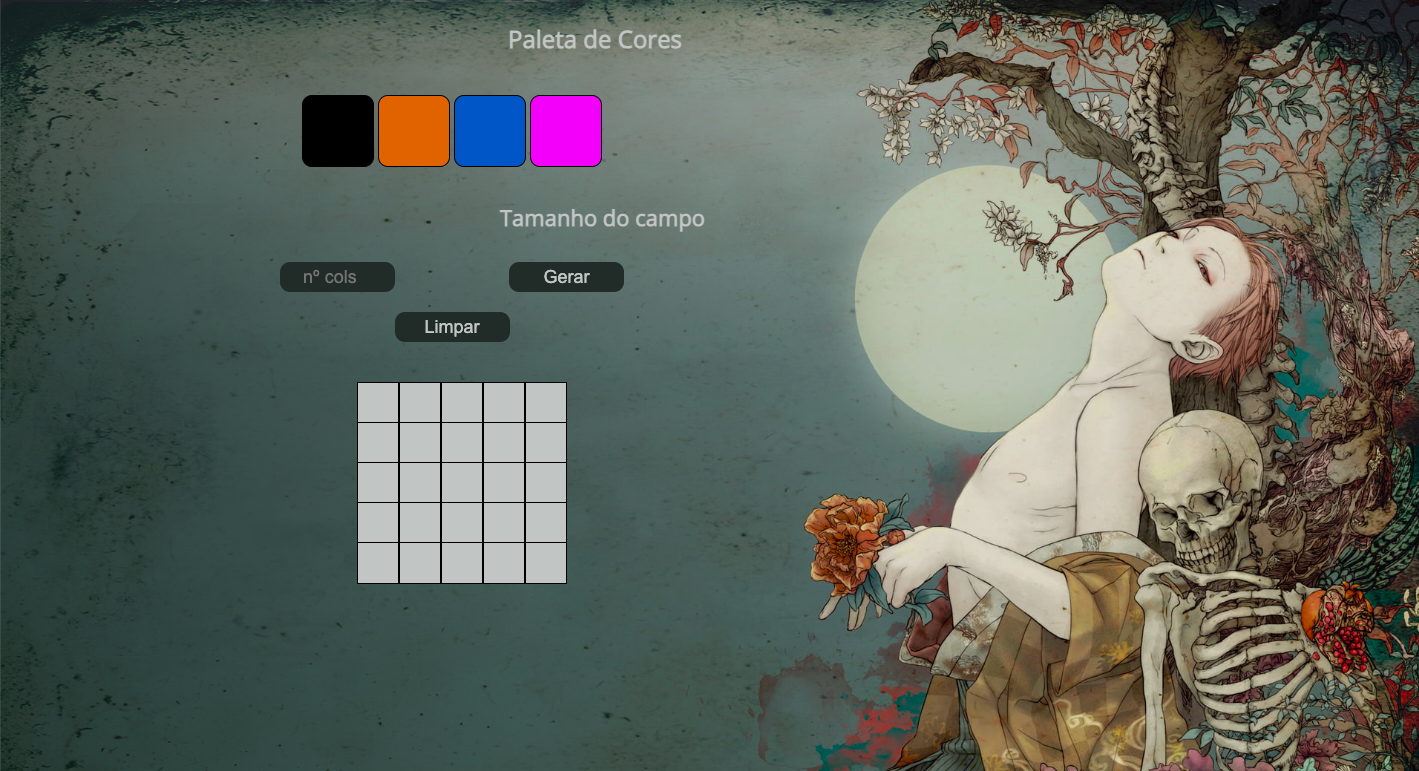 Paleta de Cores
Tamanho do campo
nº cols
Gerar
Limpar